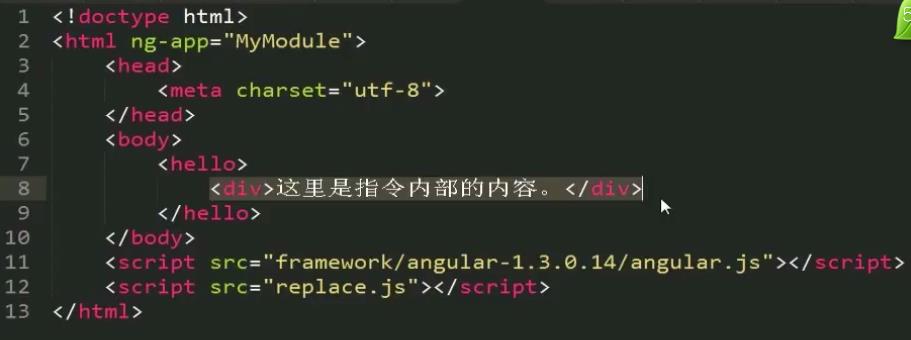 1 <!doctype html>
2 <html ng-app="MyModule">
3     <head>
4         <meta charset="utf-8">
5     </head>
6     <body>
7         <hello>
8             <div>这里是指令内部的内容。</div>
9         </hello>
10     </body>
11     <script src="framework/angular-1.3.0.14/angular.js"></script>
12     <script src="replace.js"></script>
13 </html>